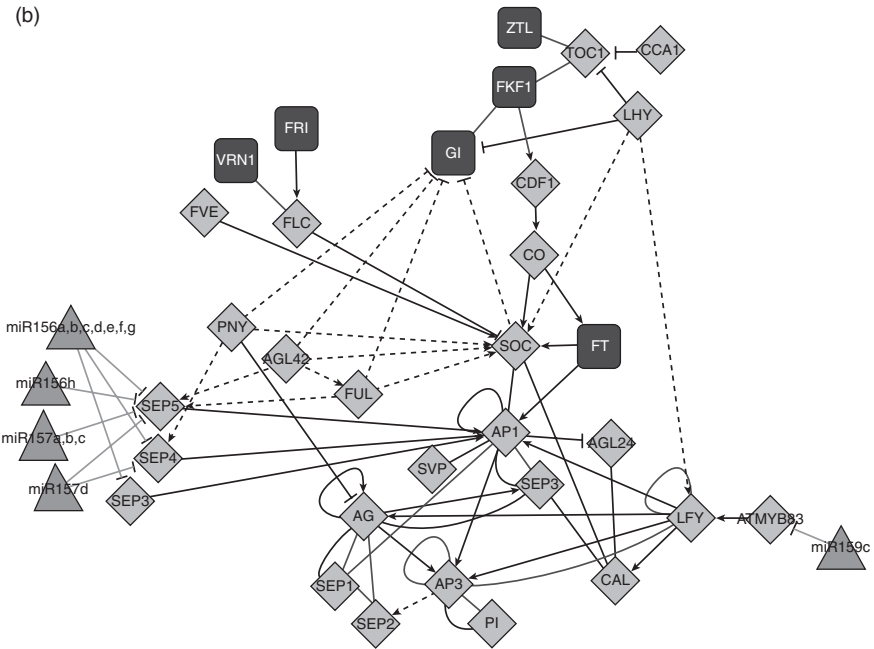 (b)
ZTL
TOC1
CCA1
FKF1
LHY
FRI
GI
VRN1
CDF1
FVE
FLC
CO
miR156a,b,c,d,e,f,g
PNY
SOC
FT
AGL42
miR156h
FUL
SEP5
miR157a,b,c
AP1
AGL24
SEP4
SVP
miR157d
SEP3
SEP3
AG
LFY
ATMYB83
miR159c
SEP1
AP3
CAL
SEP2
PI